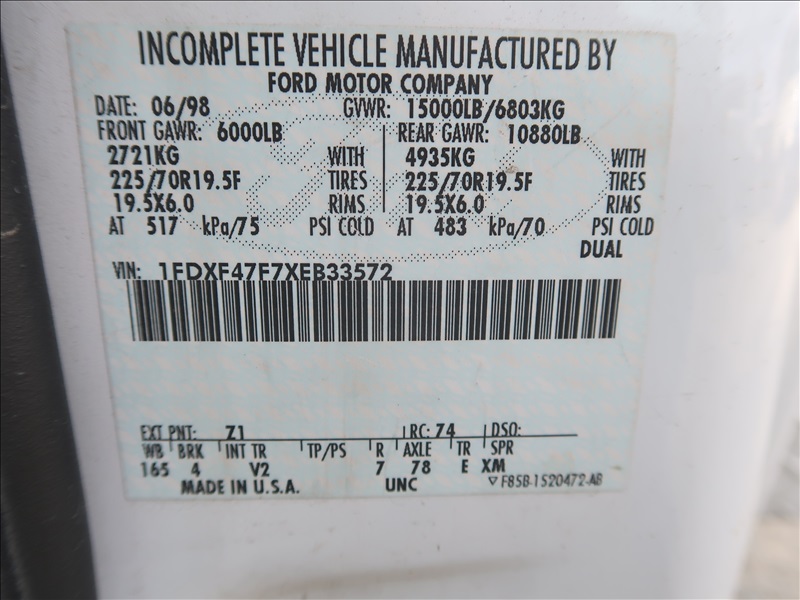 INCOMPLETE VEHICLE MANUFACTURED BY
FORD MOTOR COMPANY
DATE: 06/98 GVWR: 15000LB/6803KG
FRONT GAWR: 6000LB REAR GAWR: 10880LB
2721KG WITH 4935KG WITH
225/70R19.5F TIRES 225/70R19.5F TIRES
19.5X6.0 RIMS 19.5X6.0 RIMS
AT 517 kPa/75 PSI COLD AT 483 kPa/70 PSI COLD
DUAL
VIN: 1FDXF47F7XEB33572
EXT PNT: Z1 RC: 74 DSO:
WB BRK INT TR TP/PS R AXLE TR SPR
165 4 V2 7 78 E XM
MADE IN U.S.A. UNC F85B-1520472-AB